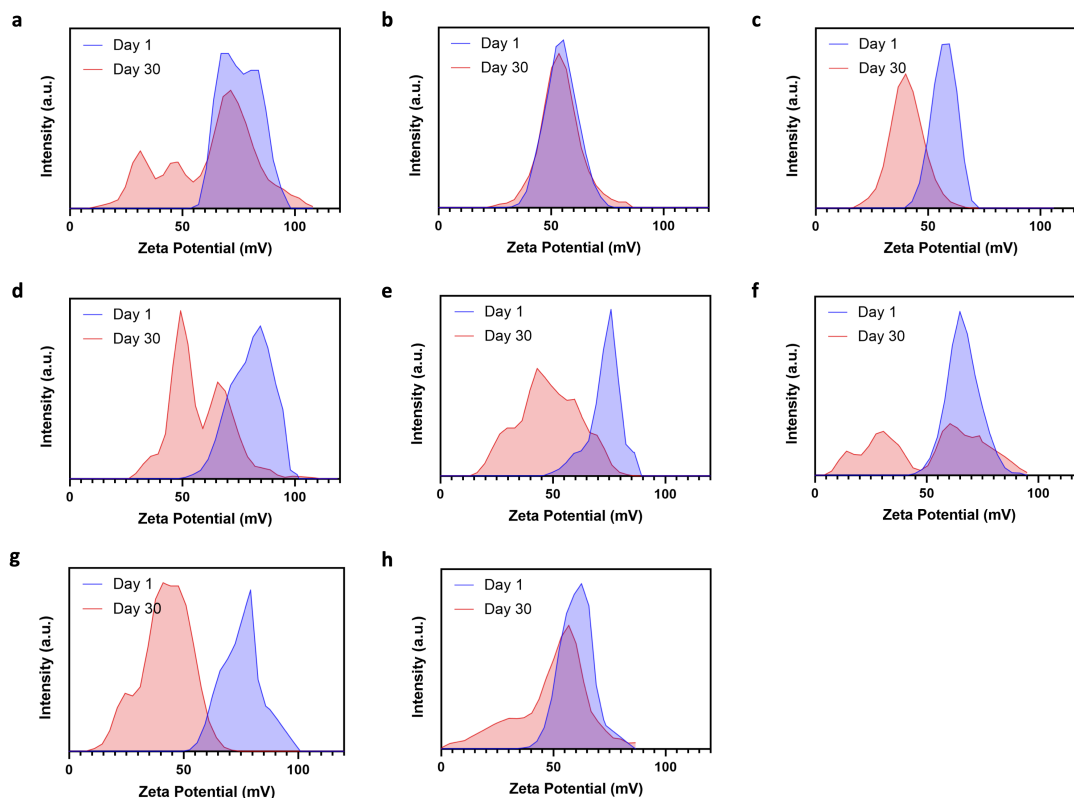 a
Intensity (a.u.)
Day 1
Day 30
0 50 100
Zeta Potential (mV)
b
Intensity (a.u.)
Day 1
Day 30
0 50 100
Zeta Potential (mV)
c
Intensity (a.u.)
Day 1
Day 30
0 50 100
Zeta Potential (mV)
d
Intensity (a.u.)
Day 1
Day 30
0 50 100
Zeta Potential (mV)
e
Intensity (a.u.)
Day 1
Day 30
0 50 100
Zeta Potential (mV)
f
Intensity (a.u.)
Day 1
Day 30
0 50 100
Zeta Potential (mV)
g
Intensity (a.u.)
Day 1
Day 30
0 50 100
Zeta Potential (mV)
h
Intensity (a.u.)
Day 1
Day 30
0 50 100
Zeta Potential (mV)